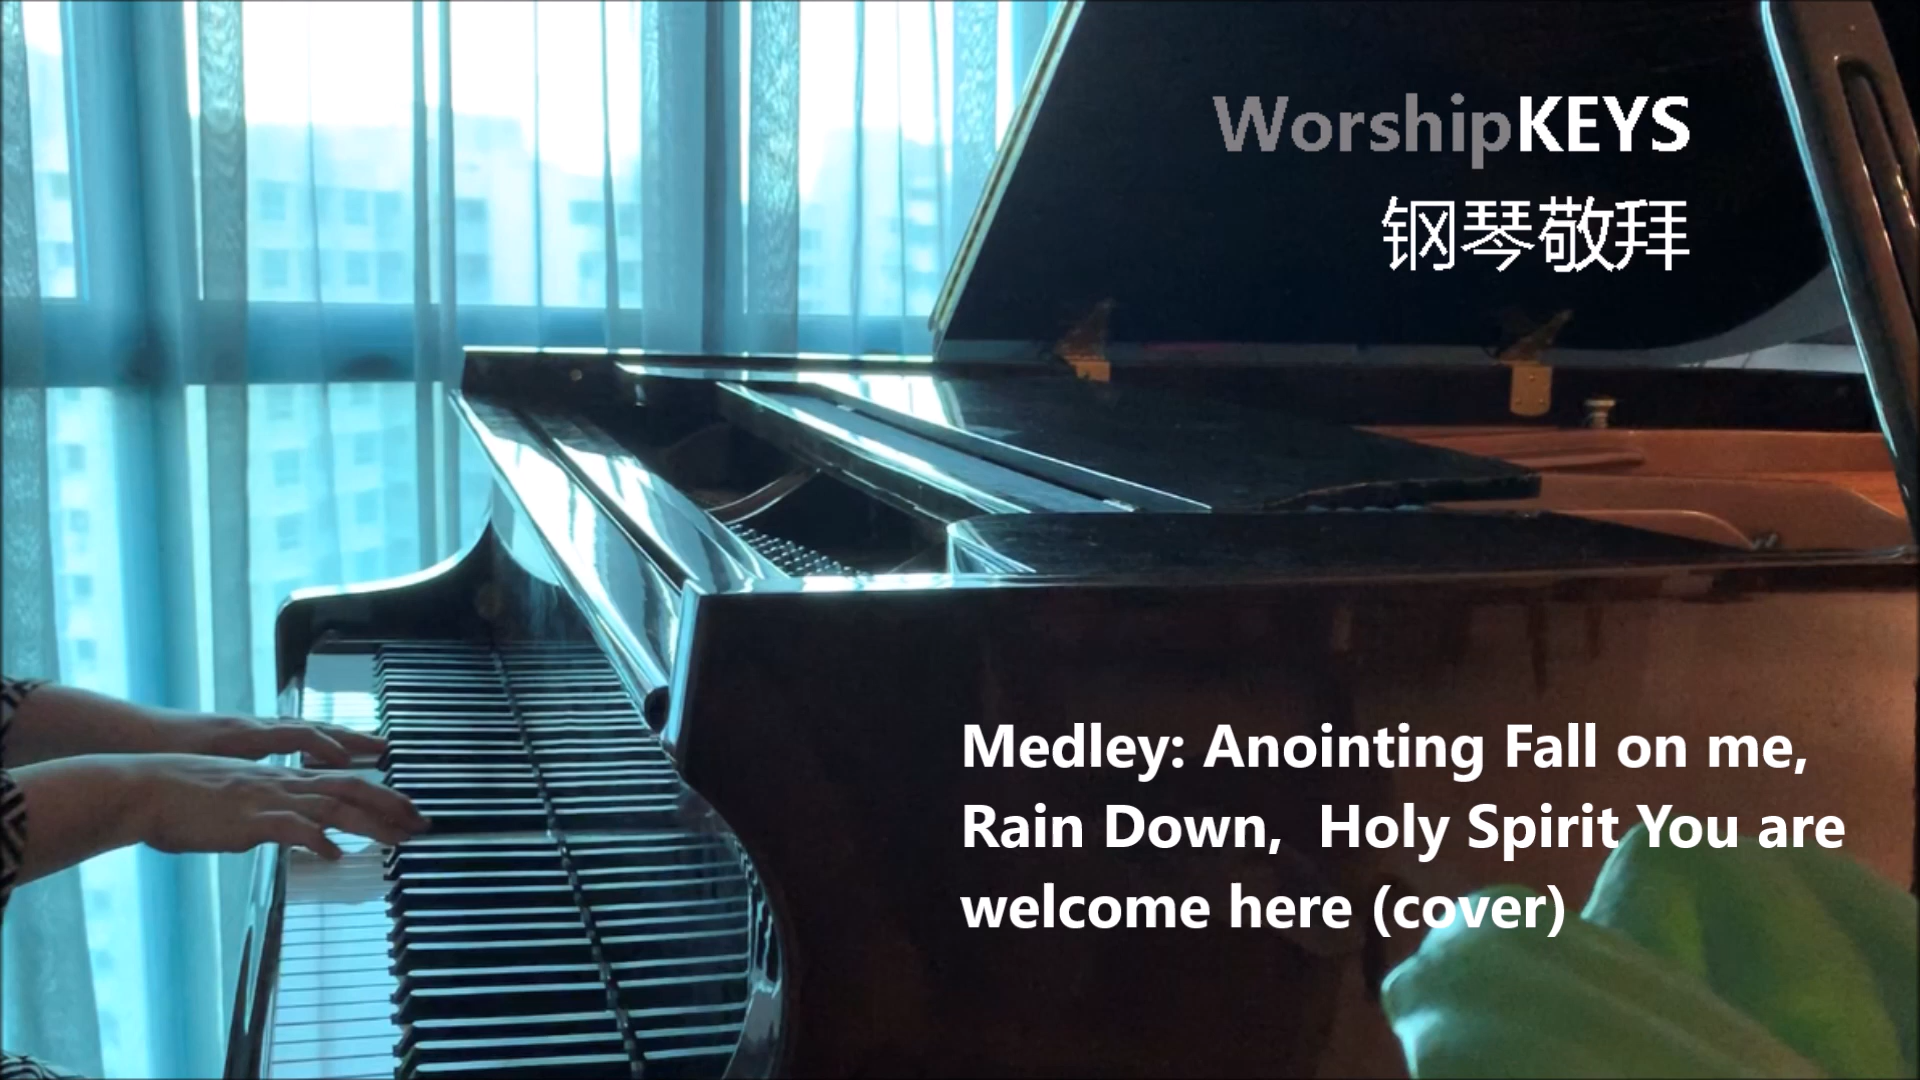 WorshipKEYS
钢琴敬拜
Medley: Anointing Fall on me,
Rain Down,  Holy Spirit You are
welcome here (cover)